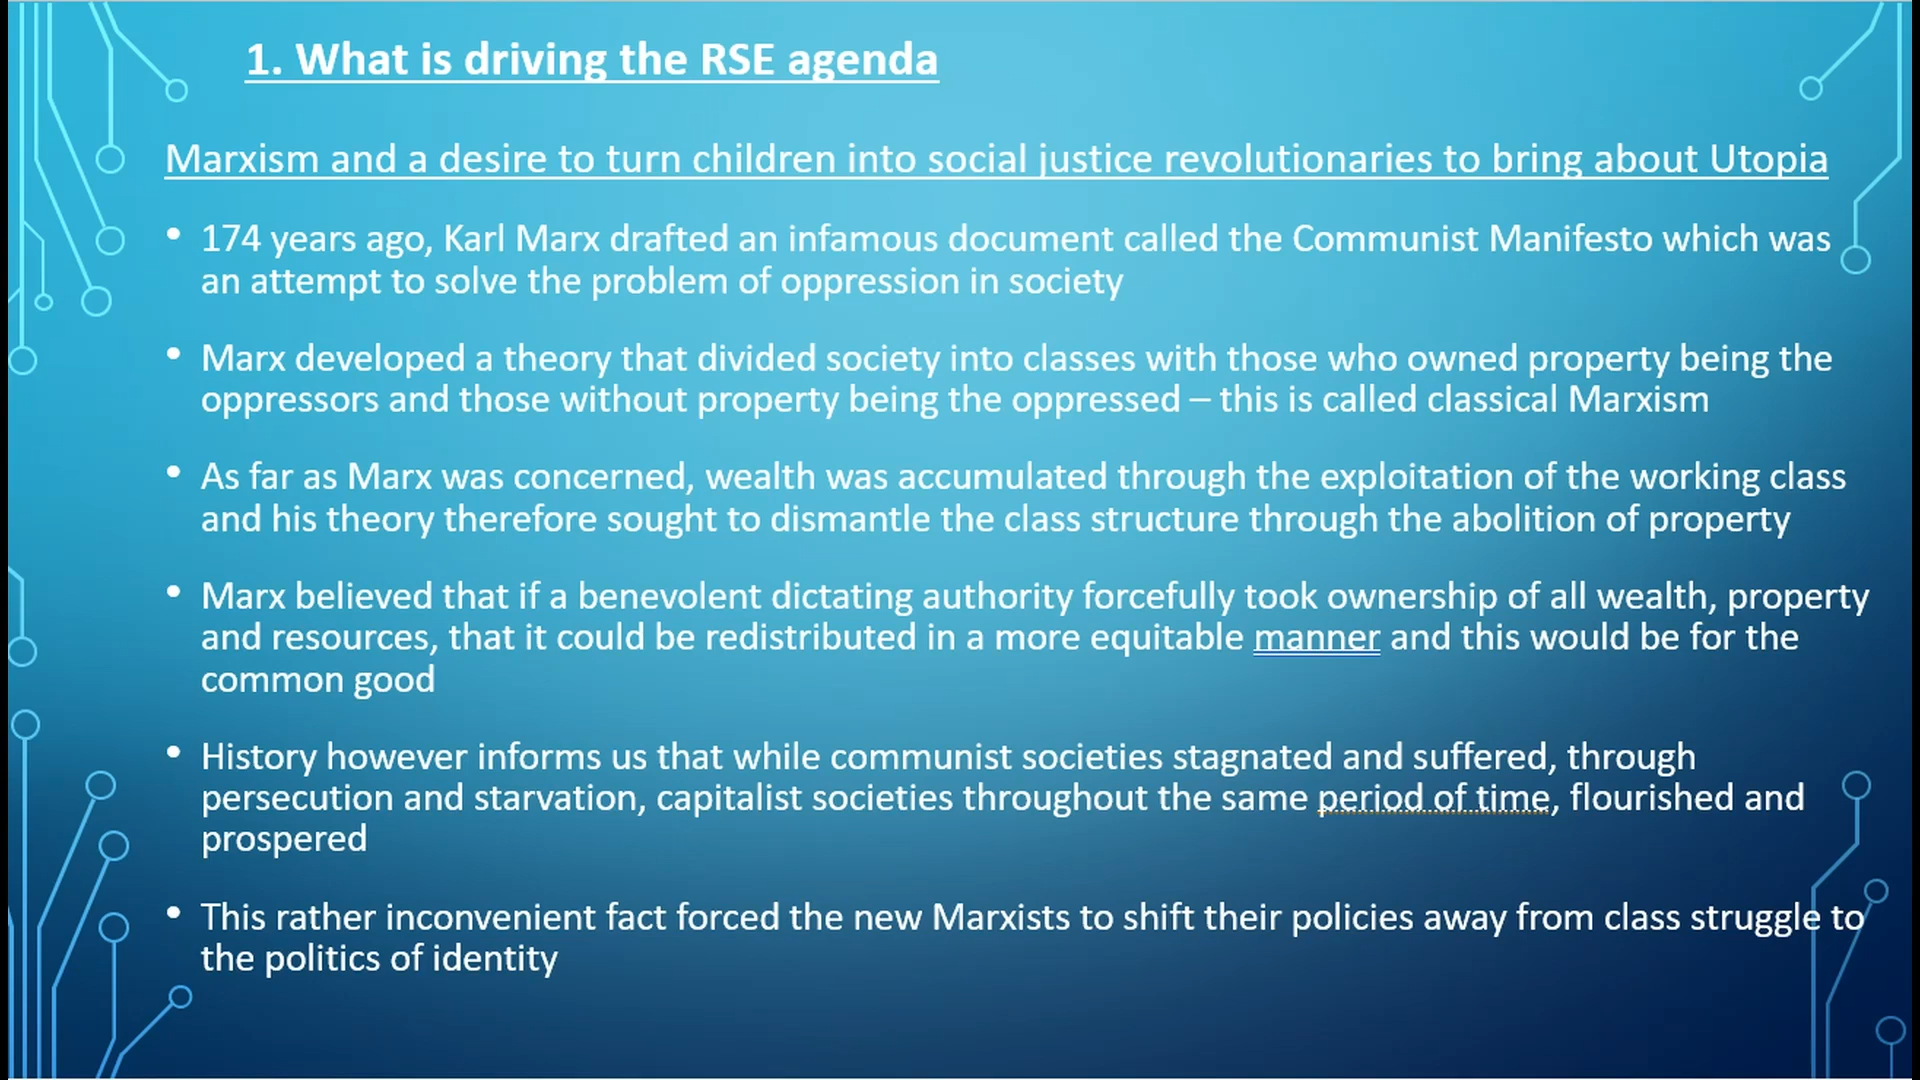 1. What is driving the RSE agenda
Marxism and a desire to turn children into social justice revolutionaries to bring about Utopia
• 174 years ago, Karl Marx drafted an infamous document called the Communist Manifesto which was
an attempt to solve the problem of oppression in society
• Marx developed a theory that divided society into classes with those who owned property being the
oppressors and those without property being the oppressed – this is called classical Marxism
• As far as Marx was concerned, wealth was accumulated through the exploitation of the working class
and his theory therefore sought to dismantle the class structure through the abolition of property
• Marx believed that if a benevolent dictating authority forcefully took ownership of all wealth, property
and resources, that it could be redistributed in a more equitable manner and this would be for the
common good
• History however informs us that while communist societies stagnated and suffered, through
persecution and starvation, capitalist societies throughout the same period of time, flourished and
prospered
• This rather inconvenient fact forced the new Marxists to shift their policies away from class struggle to
the politics of identity